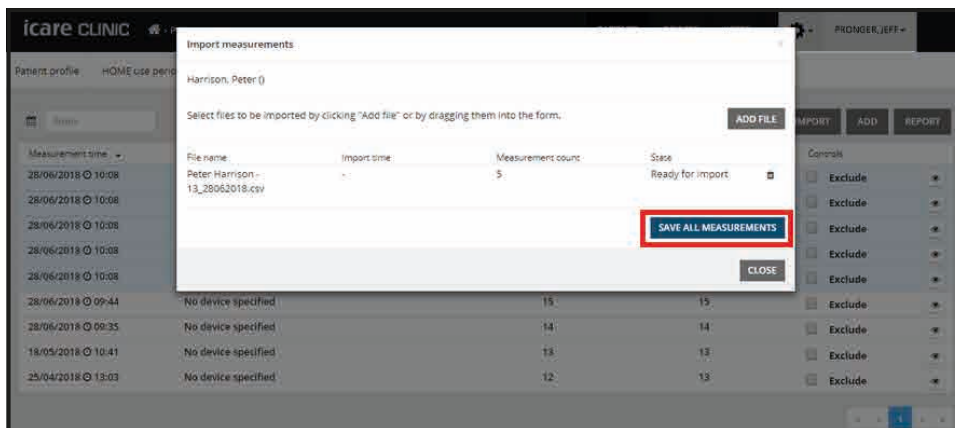 icare CLINIC
PRONGER, JEFF
Import measurements
Patient profile HOME use
Harrison, Peter ()
Select files to be imported by clicking "Add file" or by dragging them into the form.
ADD FILE
IMPORT ADD REPORT
Measurement time
File name Import time Measurement count State
Controls
Peter Harrison - - 5 Ready for import
13_28062018.csv
28/06/2018 10:08 Exclude
28/06/2018 10:08 Exclude
28/06/2018 10:08 Exclude
SAVE ALL MEASUREMENTS
28/06/2018 10:08 Exclude
28/06/2018 10:08 Exclude
CLOSE
28/06/2018 09:44 No device specified 15 15 Exclude
28/06/2018 09:35 No device specified 14 14 Exclude
18/05/2018 10:41 No device specified 13 13 Exclude
25/04/2018 13:03 No device specified 12 13 Exclude
1